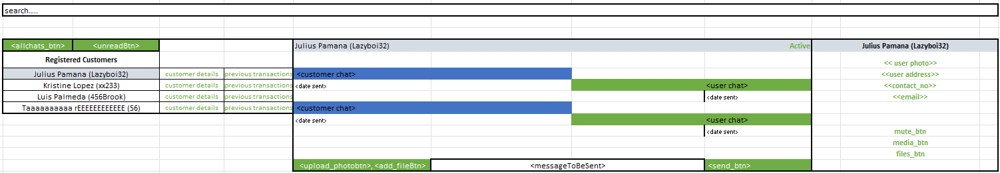 search.....
<allchats_btn> <unreadBtn> Julius Pamana (Lazyboi32) Active Julius Pamana (Lazyboi32)
Registered Customers
<< user photo>>
Julius Pamana (Lazyboi32) customer details previous transactions <customer chat> <<user address>>
Kristine Lopez (xx233) customer details previous transactions <date sent> <user chat> <<contact_no>>
Luis Palmeda (456Brook) customer details previous transactions <date sent> <<email>>
Taaaaaaaaaa rEEEEEEEEEEEE (56) customer details previous transactions <customer chat>
<date sent> <user chat>
<date sent> mute_btn
media_btn
files_btn
<upload_photobtn>, <add_fileBtn> <messageToBeSent> <send_btn>